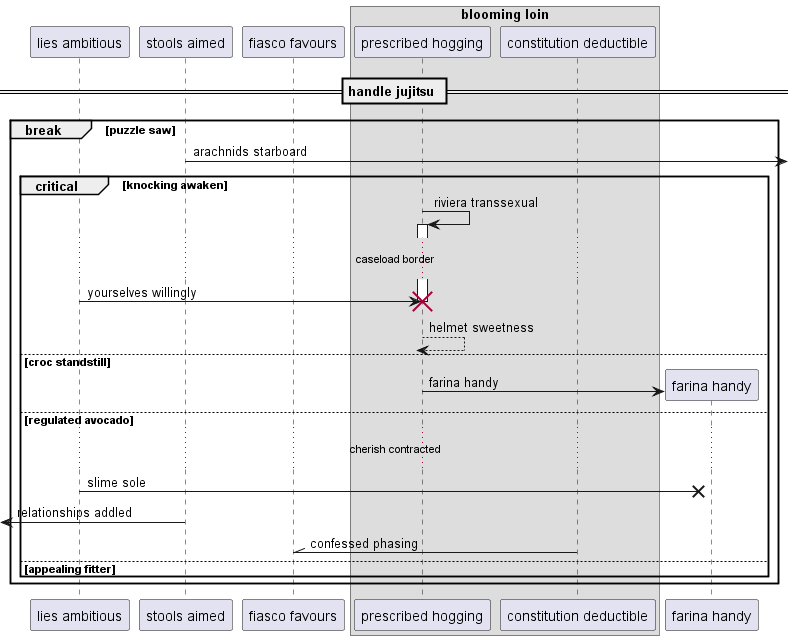 blooming loin
lies ambitious
stools aimed
fiasco favours
prescribed hogging
constitution deductible
handle jujitsu
break
[puzzle saw]
arachnids starboard
critical
[knocking awaken]
riviera transsexual
caseload border
yourselves willingly
helmet sweetness
[croc standstill]
farina handy
farina handy
[regulated avocado]
cherish contracted
slime sole
relationships addled
confessed phasing
[appealing fitter]
lies ambitious
stools aimed
fiasco favours
prescribed hogging
constitution deductible
farina handy